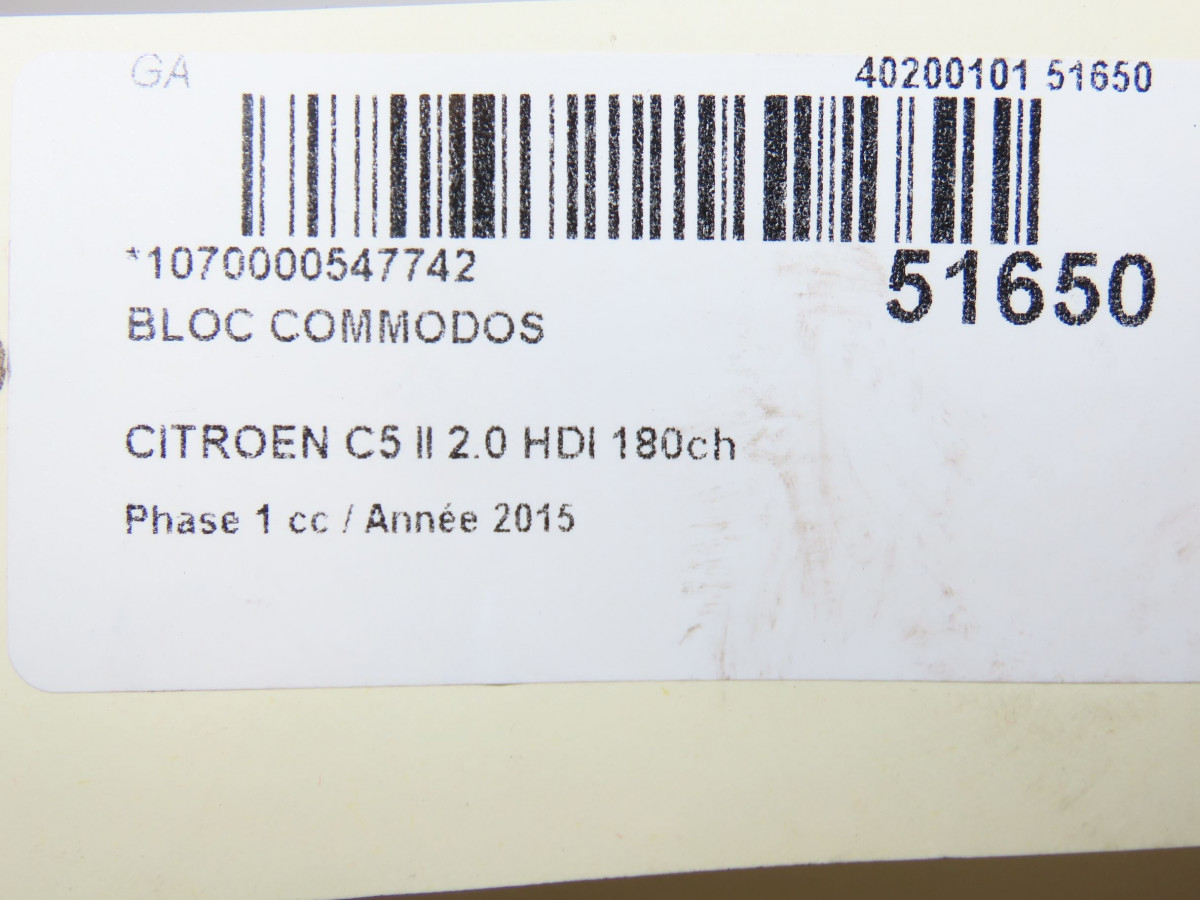 GA
40200101 51650
*1070000547742
51650
BLOC COMMODOS
CITROEN C5 II 2.0 HDI 180ch
Phase 1 cc / Année 2015